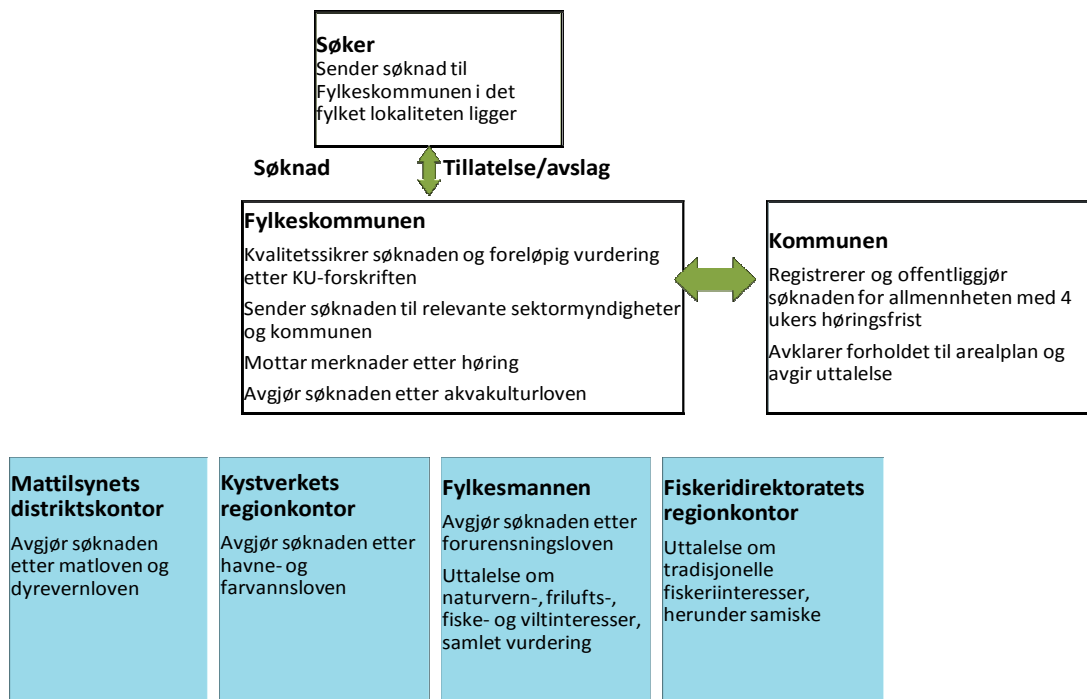 Søker
Sender søknad til
Fylkeskommunen i det
fylket lokaliteten ligger
Søknad
Tillatelse/avslag
Fylkeskommunen
Kvalitetssikrer søknaden og foreløpig vurdering
etter KU-forskriften
Sender søknaden til relevante sektormyndigheter
og kommunen
Mottar merknader etter høring
Avgjør søknaden etter akvakulturloven
Kommunen
Registrerer og offentliggjør
søknaden for allmennheten med 4
ukers høringsfrist
Avklarer forholdet til arealplan og
avgir uttalelse
Mattilsynets
distriktskontor
Avgjør søknaden
etter matloven og
dyrevernloven
Kystverkets
regionkontor
Avgjør søknaden etter
havne- og
farvannsloven
Fylkesmannen
Avgjør søknaden etter
forurensningsloven
Uttalelse om
naturvern-, frilufts-,
fiske- og viltinteresser,
samlet vurdering
Fiskeridirektoratets
regionkontor
Uttalelse om
tradisjonelle
fiskeriinteresser,
herunder samiske